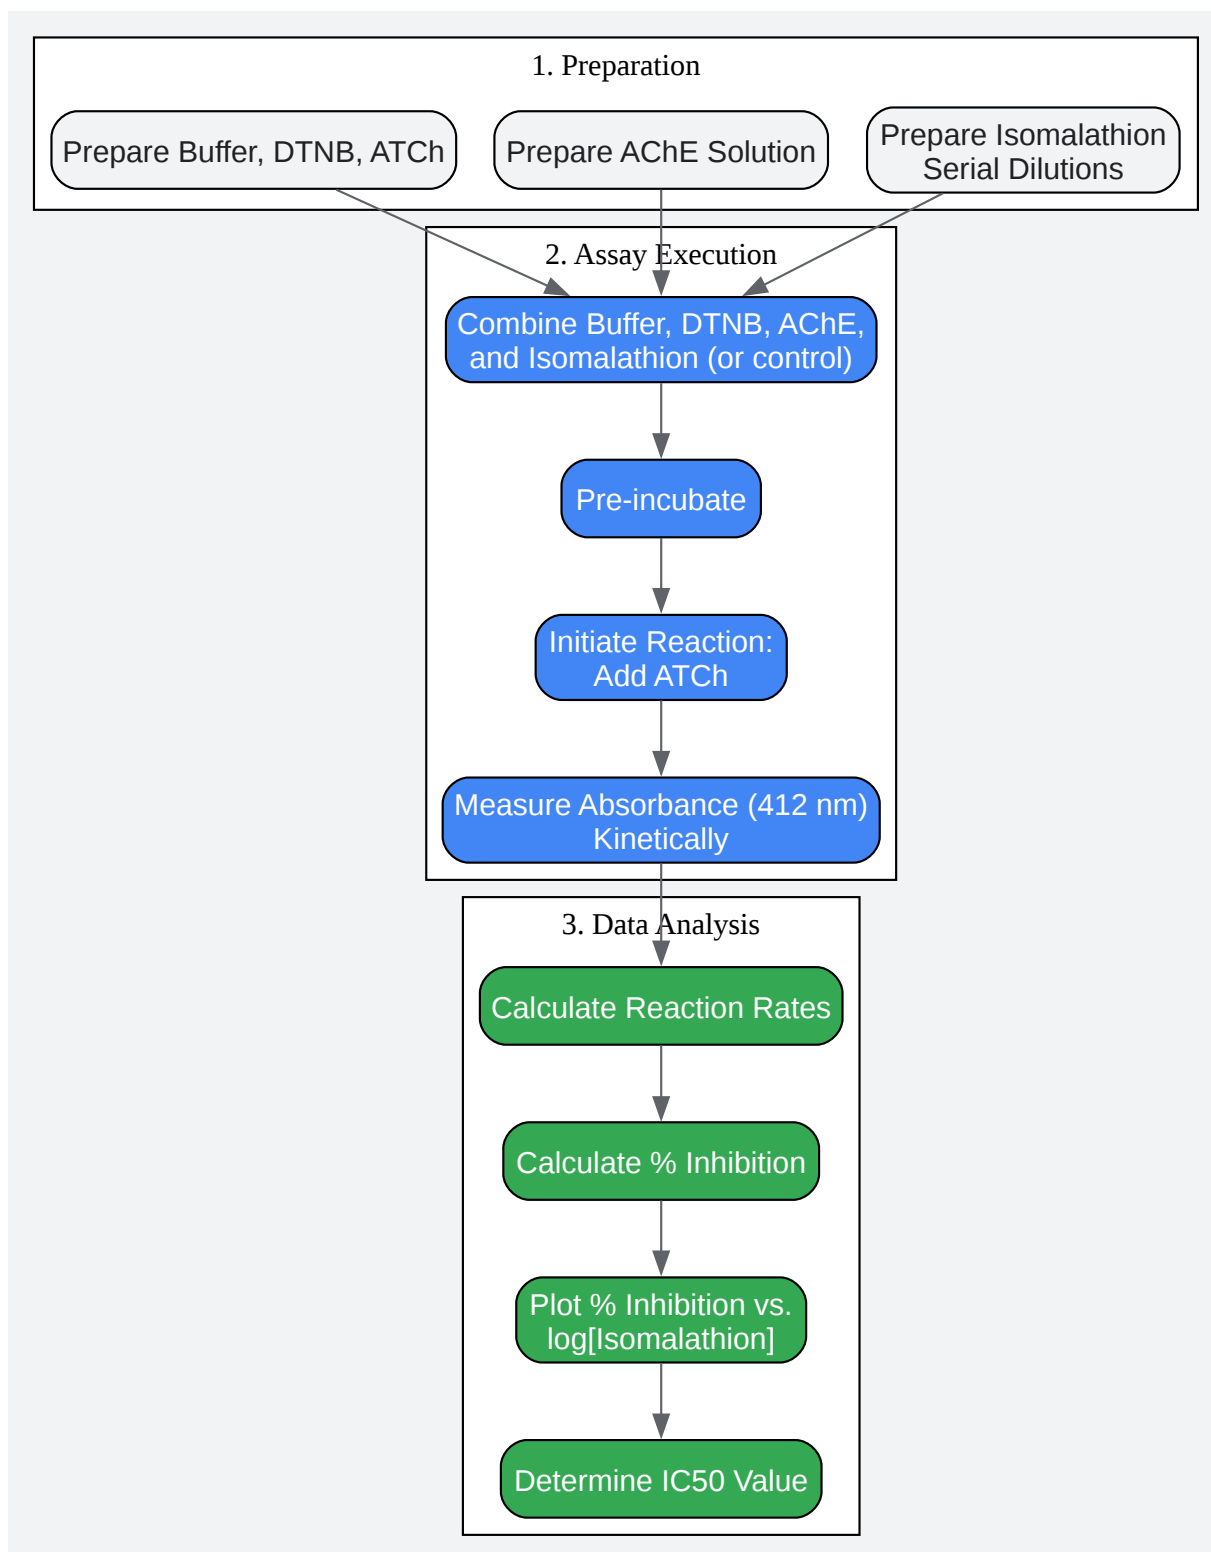 1. Preparation
Prepare Buffer, DTNB, ATCh
Prepare AChE Solution
Prepare Isomalathion
Serial Dilutions
2. Assay Execution
Combine Buffer, DTNB, AChE,
and Isomalathion (or control)
Pre-incubate
Initiate Reaction:
Add ATCh
Measure Absorbance (412 nm)
Kinetically
3. Data Analysis
Calculate Reaction Rates
Calculate % Inhibition
Plot % Inhibition vs.
log[Isomalathion]
Determine IC50 Value